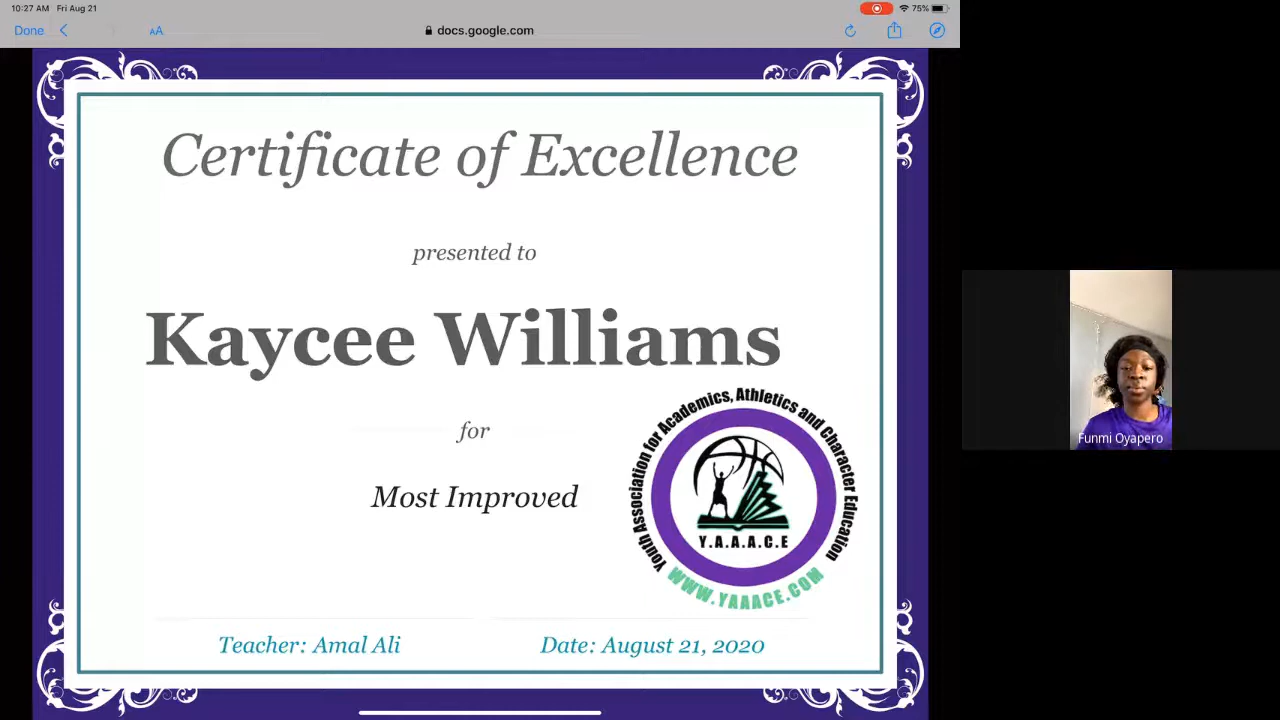 10:27 AM Fri Aug 21
75%
Done
AA
docs.google.com
Certificate of Excellence
presented to
Kaycee Williams
for
Most Improved
Youth Association for Academics, Athletics and Character Education
Y.A.A.A.C.E
WWW.YAAACE.COM
Teacher: Amal Ali
Date: August 21, 2020
Funmi Oyapero